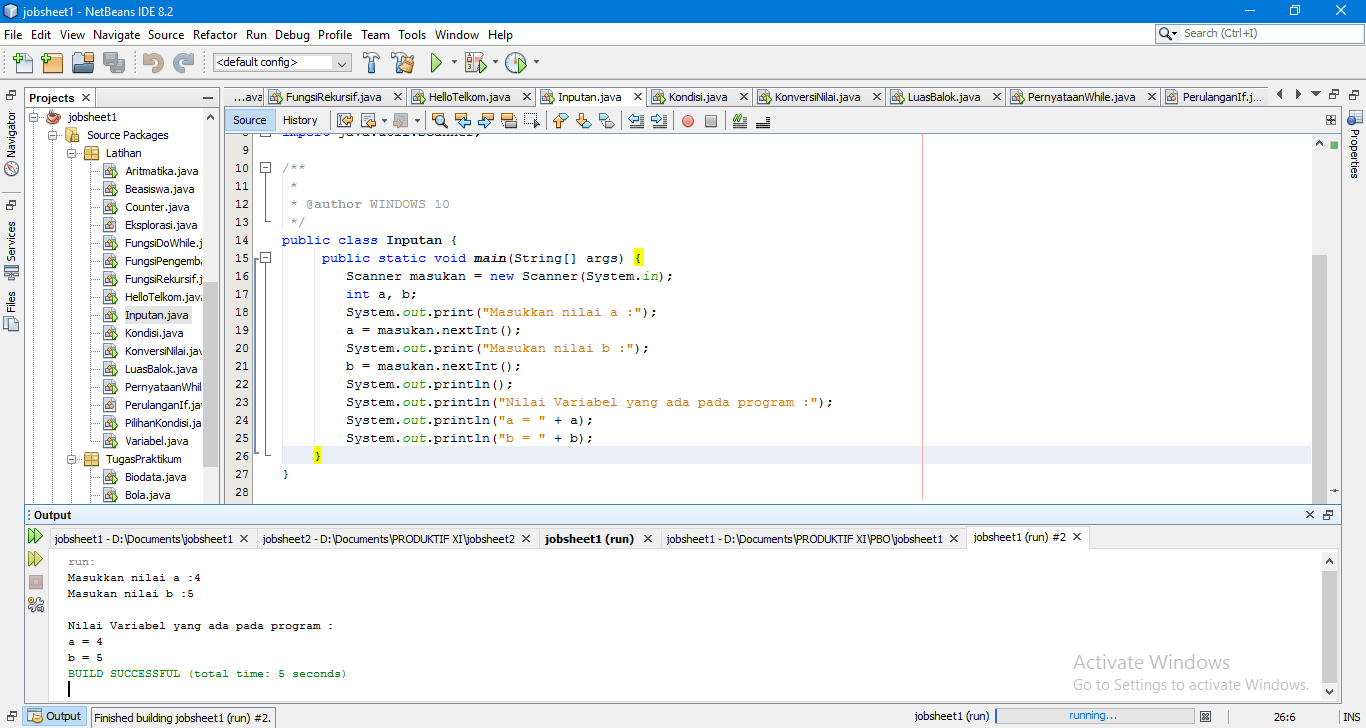 jobsheet1 - NetBeans IDE 8.2
File Edit View Navigate Source Refactor Run Debug Profile Team Tools Window Help
Search (Ctrl+I)
<default config>
Projects
...ava FungsiRekursif.java HelloTelkom.java Inputan.java Kondisi.java KonversiNilai.java LuasBalok.java PernyataanWhile.java PerulanganIf.j...
Source History
Navigator
Services
Files
Properties
jobsheet1
Source Packages
Latihan
Aritmatika.java
Beasiswa.java
Counter.java
Eksplorasi.java
FungsiDoWhile.j
FungsiPengemb
FungsiRekursif.j
HelloTelkom.jav
Inputan.java
Kondisi.java
KonversiNilai.jav
LuasBalok.java
PernyataanWhil
PerulanganIf.ja
PilihanKondisi.ja
Variabel.java
TugasPraktikum
Biodata.java
Bola.java
import java.util.Scanner;
9
10 /**
11 *
12 * @author WINDOWS 10
13 */
14 public class Inputan {
15 public static void main(String[] args) {
16 Scanner masukan = new Scanner(System.in);
17 int a, b;
18 System.out.print("Masukkan nilai a :");
19 a = masukan.nextInt();
20 System.out.print("Masukan nilai b :");
21 b = masukan.nextInt();
22 System.out.println();
23 System.out.println("Nilai Variabel yang ada pada program :");
24 System.out.println("a = " + a);
25 System.out.println("b = " + b);
26 }
27 }
28
Output
jobsheet1 - D:\Documents\jobsheet1 jobsheet2 - D:\Documents\PRODUKTIF XI\jobsheet2 jobsheet1 (run) jobsheet1 - D:\Documents\PRODUKTIF XI\PBO\jobsheet1 jobsheet1 (run) #2
run:
Masukkan nilai a :4
Masukan nilai b :5
Nilai Variabel yang ada pada program :
a = 4
b = 5
BUILD SUCCESSFUL (total time: 5 seconds)
Activate Windows
Go to Settings to activate Windows.
Output
Finished building jobsheet1 (run) #2.
jobsheet1 (run) running... 26:6 INS